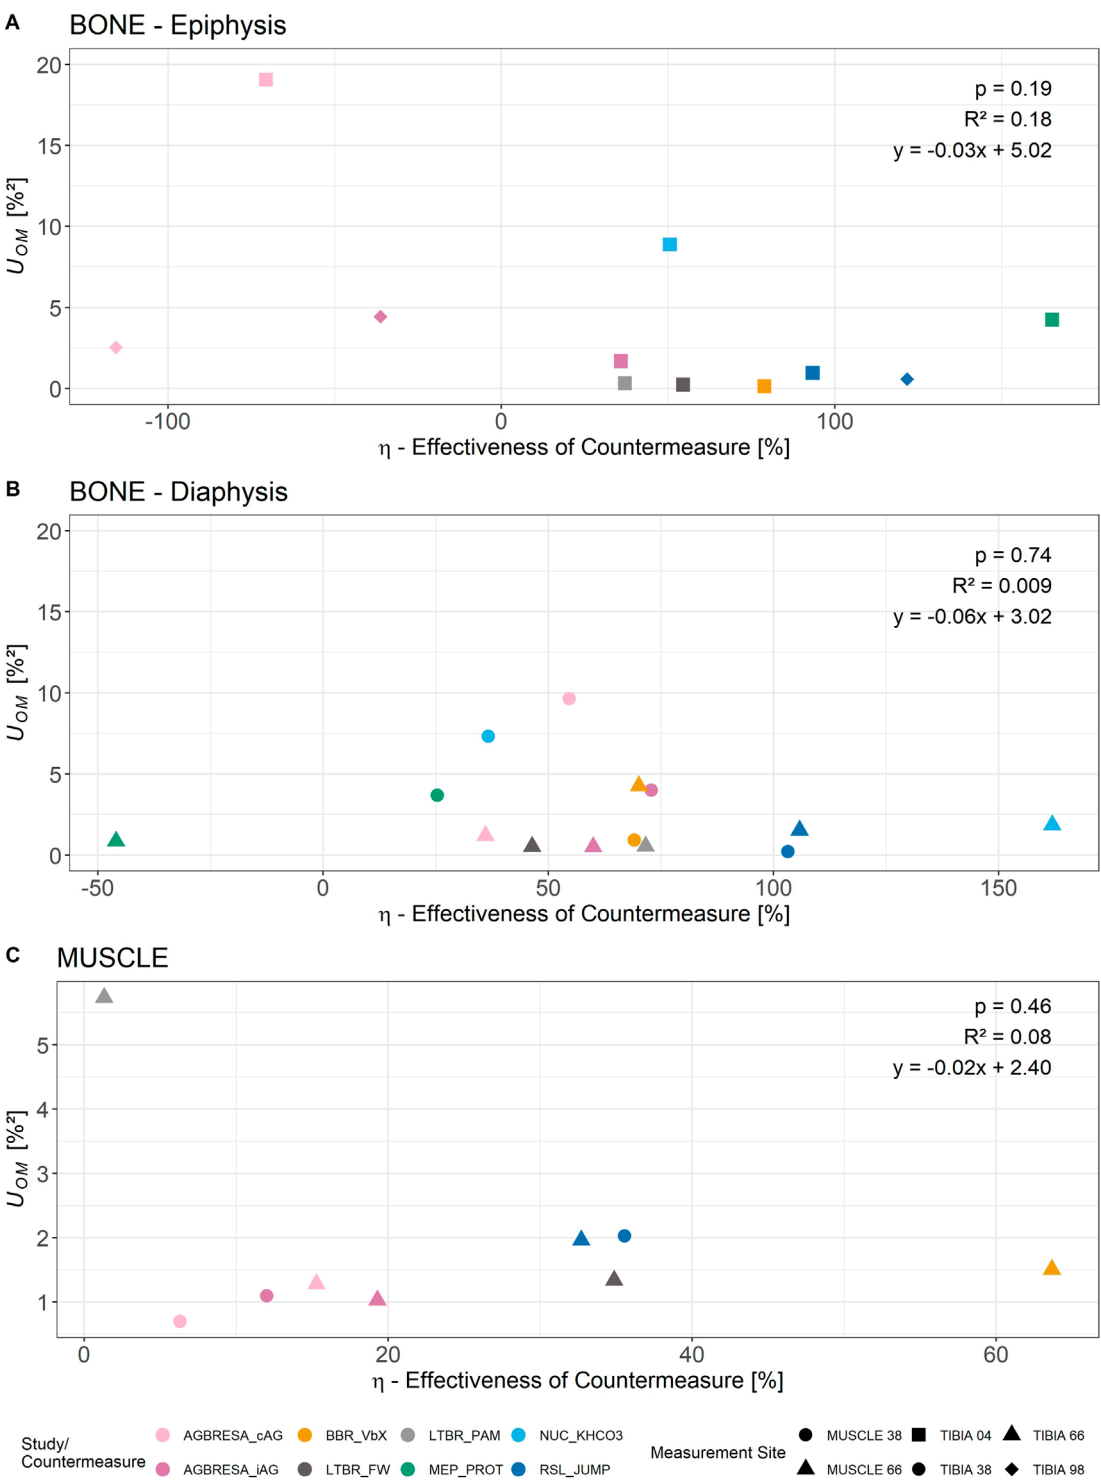 A BONE - Epiphysis
20
15
10
5
0
U_OM [%²]
p = 0.19
R² = 0.18
y = -0.03x + 5.02
-100 0 100
η - Effectiveness of Countermeasure [%]
B BONE - Diaphysis
20
15
10
5
0
U_OM [%²]
p = 0.74
R² = 0.009
y = -0.06x + 3.02
-50 0 50 100 150
η - Effectiveness of Countermeasure [%]
C MUSCLE
5
4
3
2
1
U_OM [%²]
p = 0.46
R² = 0.08
y = -0.02x + 2.40
0 20 40 60
η - Effectiveness of Countermeasure [%]
Study/
Countermeasure
AGBRESA_cAG BBR_VbX LTBR_PAM NUC_KHCO3
AGBRESA_iAG LTBR_FW MEP_PROT RSL_JUMP
Measurement Site
MUSCLE 38 TIBIA 04 TIBIA 66
MUSCLE 66 TIBIA 38 TIBIA 98